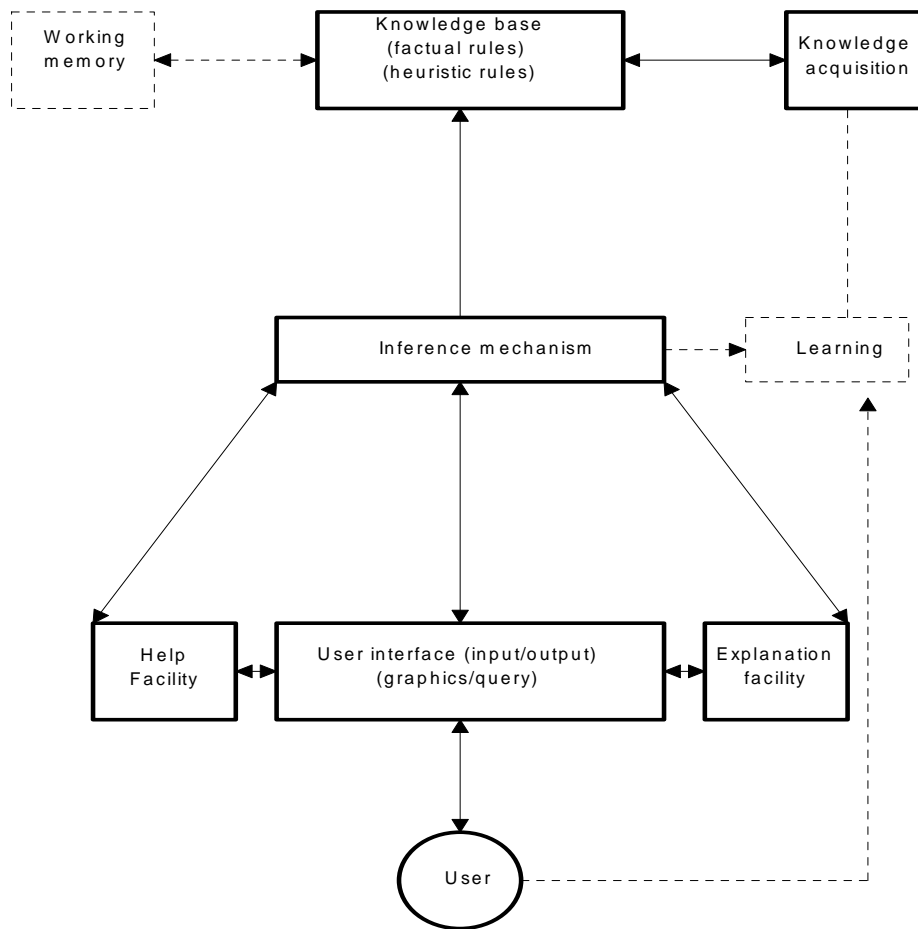 Working
memory
Knowledge base
(factual rules)
(heuristic rules)
Knowledge
acquisition
Inference mechanism
Learning
Help
Facility
User interface (input/output)
(graphics/query)
Explanation
facility
User